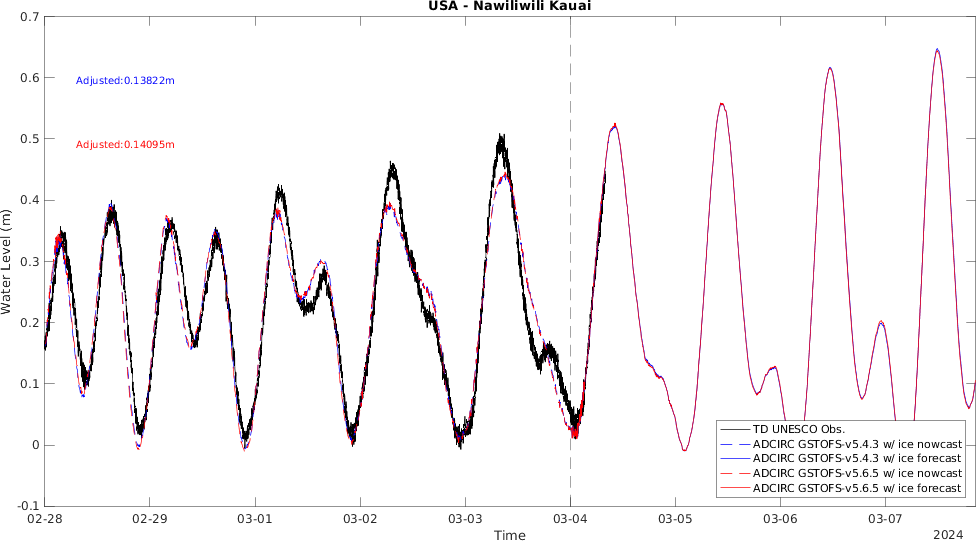 USA - Nawiliwili Kauai
0.7
0.6
0.5
0.4
0.3
0.2
0.1
0
-0.1
Water Level (m)
Adjusted:0.13822m
Adjusted:0.14095m
TD UNESCO Obs.
ADCIRC GSTOFS-v5.4.3 w/ ice nowcast
ADCIRC GSTOFS-v5.4.3 w/ ice forecast
ADCIRC GSTOFS-v5.6.5 w/ ice nowcast
ADCIRC GSTOFS-v5.6.5 w/ ice forecast
02-28 02-29 03-01 03-02 03-03 03-04 03-05 03-06 03-07
Time
2024